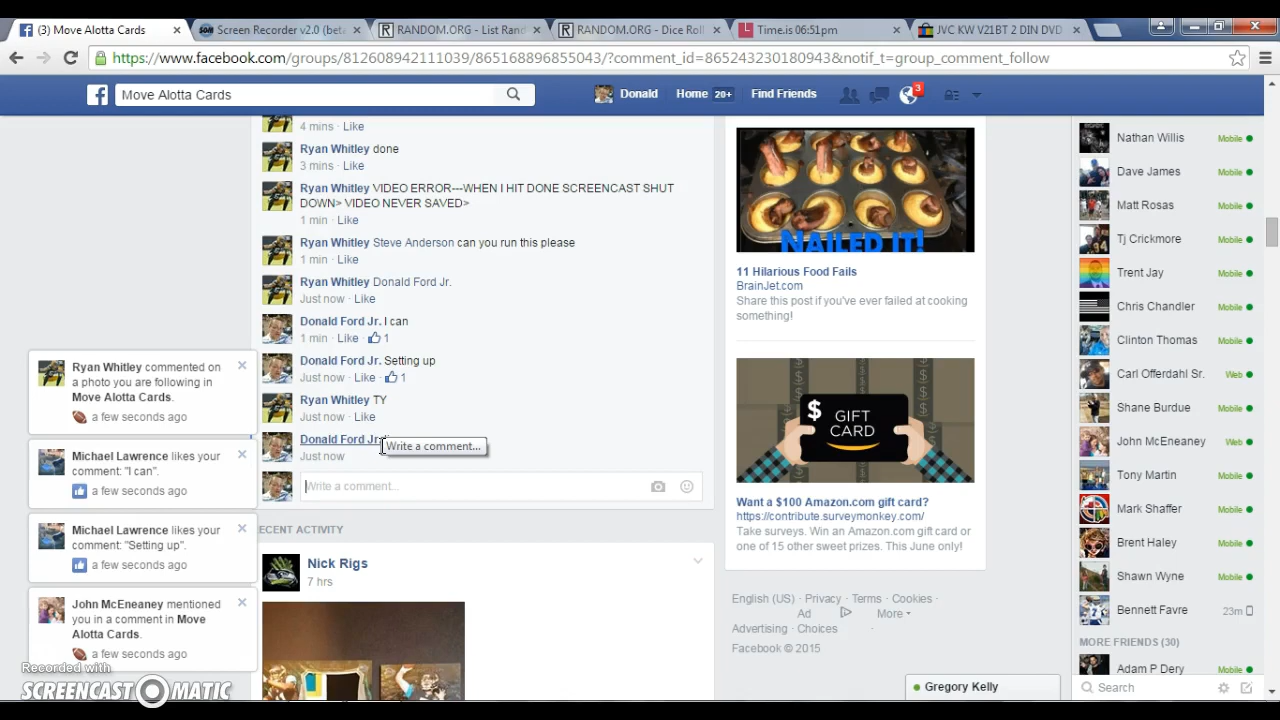 (3) Move Alotta Cards
Screen Recorder v2.0 (beta
RANDOM.ORG - List Rand
RANDOM.ORG - Dice Roll
Time.is 06:51pm
JVC KW V21BT 2 DIN DVD
https://www.facebook.com/groups/812608942111039/865168896855043/?comment_id=865243230180943&notif_t=group_comment_follow
Move Alotta Cards
Donald
Home 20+
Find Friends
3
4 mins · Like
Ryan Whitley done
3 mins · Like
Ryan Whitley VIDEO ERROR---WHEN I HIT DONE SCREENCAST SHUT
DOWN> VIDEO NEVER SAVED>
1 min · Like
Ryan Whitley Steve Anderson can you run this please
1 min · Like
Ryan Whitley Donald Ford Jr.
Just now · Like
Donald Ford Jr. can
1 min · Like · 1
Donald Ford Jr. Setting up
Just now · Like · 1
Ryan Whitley TY
Just now · Like
Donald Ford Jr.
Write a comment...
Just now
Write a comment...
RECENT ACTIVITY
Nick Rigs
7 hrs
Ryan Whitley commented on
a photo you are following in
Move Alotta Cards.
a few seconds ago
Michael Lawrence likes your
comment: "I can".
a few seconds ago
Michael Lawrence likes your
comment: "Setting up".
a few seconds ago
John McEneaney mentioned
you in a comment in Move
Alotta Cards.
a few seconds ago
Recorded with
SCREENCAST-O-MATIC
NAILED IT!
11 Hilarious Food Fails
BrainJet.com
Share this post if you've ever failed at cooking
something!
$ GIFT
CARD
Want a $100 Amazon.com gift card?
https://contribute.surveymonkey.com/
Take surveys. Win an Amazon.com gift card or
one of 15 other sweet prizes. This June only!
English (US) · Privacy · Terms · Cookies ·
Ad
More
Advertising · Choices ·
Facebook © 2015
Nathan Willis Mobile
Dave James Mobile
Matt Rosas Mobile
Tj Crickmore Mobile
Trent Jay Mobile
Chris Chandler Mobile
Clinton Thomas Mobile
Carl Offerdahl Sr. Web
Shane Burdue Mobile
John McEneaney Web
Tony Martin Mobile
Mark Shaffer Mobile
Brent Haley Mobile
Shawn Wyne Mobile
Bennett Favre 23m
MORE FRIENDS (30)
Adam P Dery Mobile
Gregory Kelly
Search